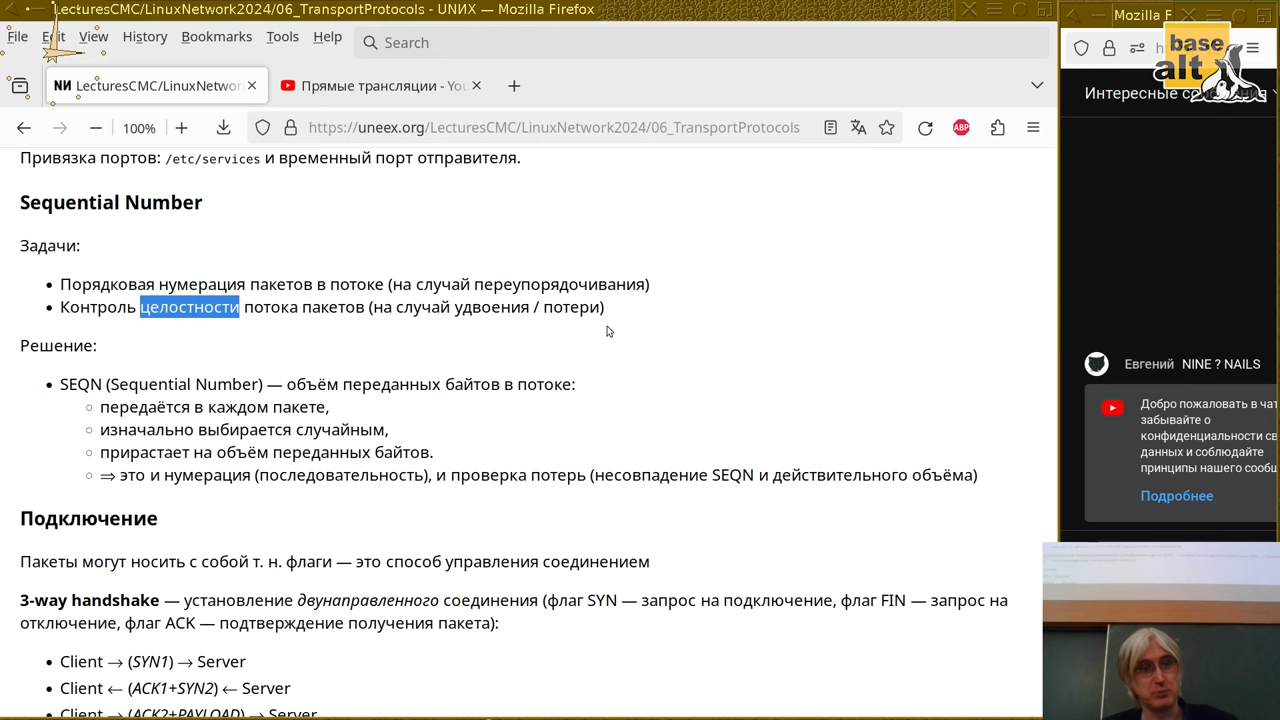 LecturesCMC/LinuxNetwork2024/06_TransportProtocols - UNИX — Mozilla Firefox
Mozilla F
File Edit View History Bookmarks Tools Help
Search
base
alt
NИ LecturesCMC/LinuxNetwor
Прямые трансляции - You
100%
https://uneex.org/LecturesCMC/LinuxNetwork2024/06_TransportProtocols
ABP
Привязка портов: /etc/services и временный порт отправителя.
Sequential Number
Задачи:
Порядковая нумерация пакетов в потоке (на случай переупорядочивания)
Контроль целостности потока пакетов (на случай удвоения / потери)
Решение:
SEQN (Sequential Number) — объём переданных байтов в потоке:
передаётся в каждом пакете,
изначально выбирается случайным,
прирастает на объём переданных байтов.
⇒ это и нумерация (последовательность), и проверка потерь (несовпадение SEQN и действительного объёма)
Подключение
Пакеты могут носить с собой т. н. флаги — это способ управления соединением
3-way handshake — установление двунаправленного соединения (флаг SYN — запрос на подключение, флаг FIN — запрос на
отключение, флаг ACK — подтверждение получения пакета):
Client → (SYN1) → Server
Client ← (ACK1+SYN2) ← Server
Client → (ACK2+PAYLOAD) → Server
Интересные
Евгений NINE ? NAILS
Добро пожаловать в чат
забывайте о
конфиденциальности св
данных и соблюдайте
принципы нашего сообщ
Подробнее